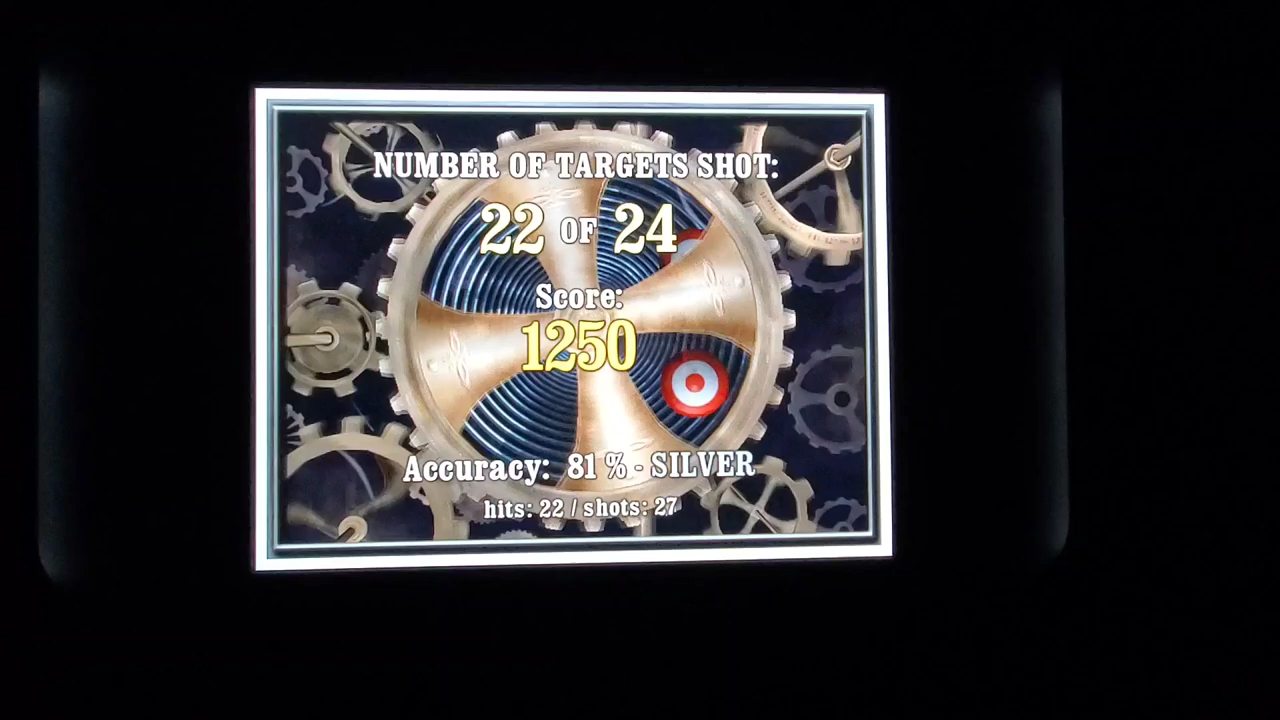 NUMBER OF TARGETS SHOT:
22 OF 24
Score:
1250
Accuracy: 81 % - SILVER
hits: 22 / shots: 27